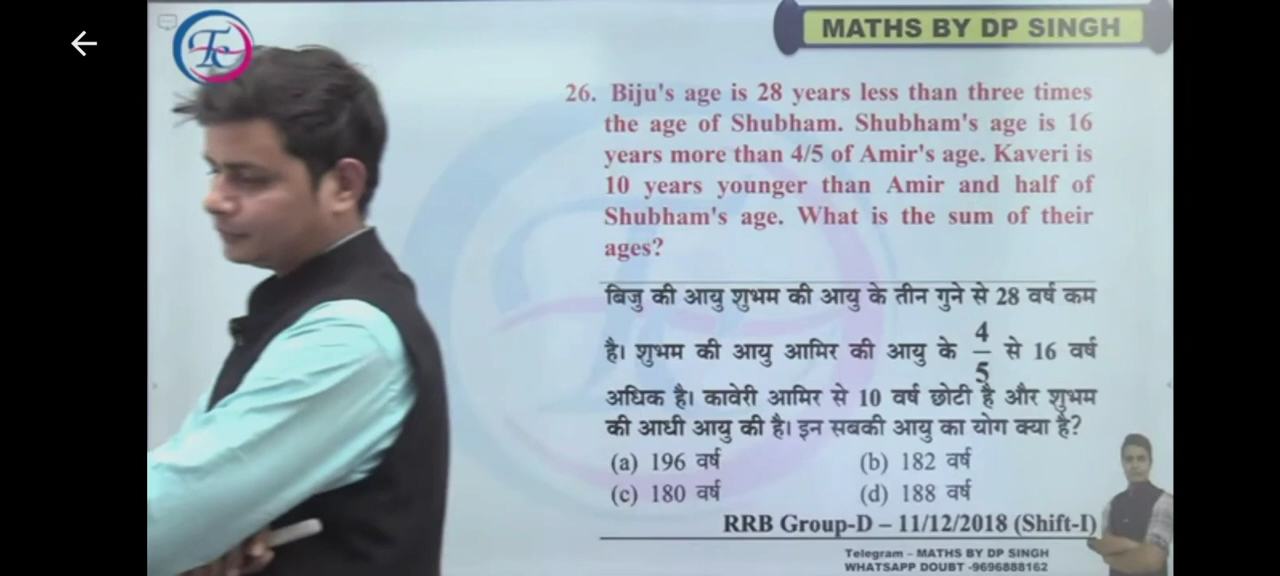 MATHS BY DP SINGH
26. Biju's age is 28 years less than three times
the age of Shubham. Shubham's age is 16
years more than 4/5 of Amir's age. Kaveri is
10 years younger than Amir and half of
Shubham's age. What is the sum of their
ages?
बिजु की आयु शुभम की आयु के तीन गुने से 28 वर्ष कम
है। शुभम की आयु आमिर की आयु के 4/5 से 16 वर्ष
अधिक है। कावेरी आमिर से 10 वर्ष छोटी है और शुभम
की आधी आयु की है। इन सबकी आयु का योग क्या है?
(a) 196 वर्ष (b) 182 वर्ष
(c) 180 वर्ष (d) 188 वर्ष
RRB Group-D – 11/12/2018 (Shift-I)
Telegram – MATHS BY DP SINGH
WHATSAPP DOUBT -9696888162